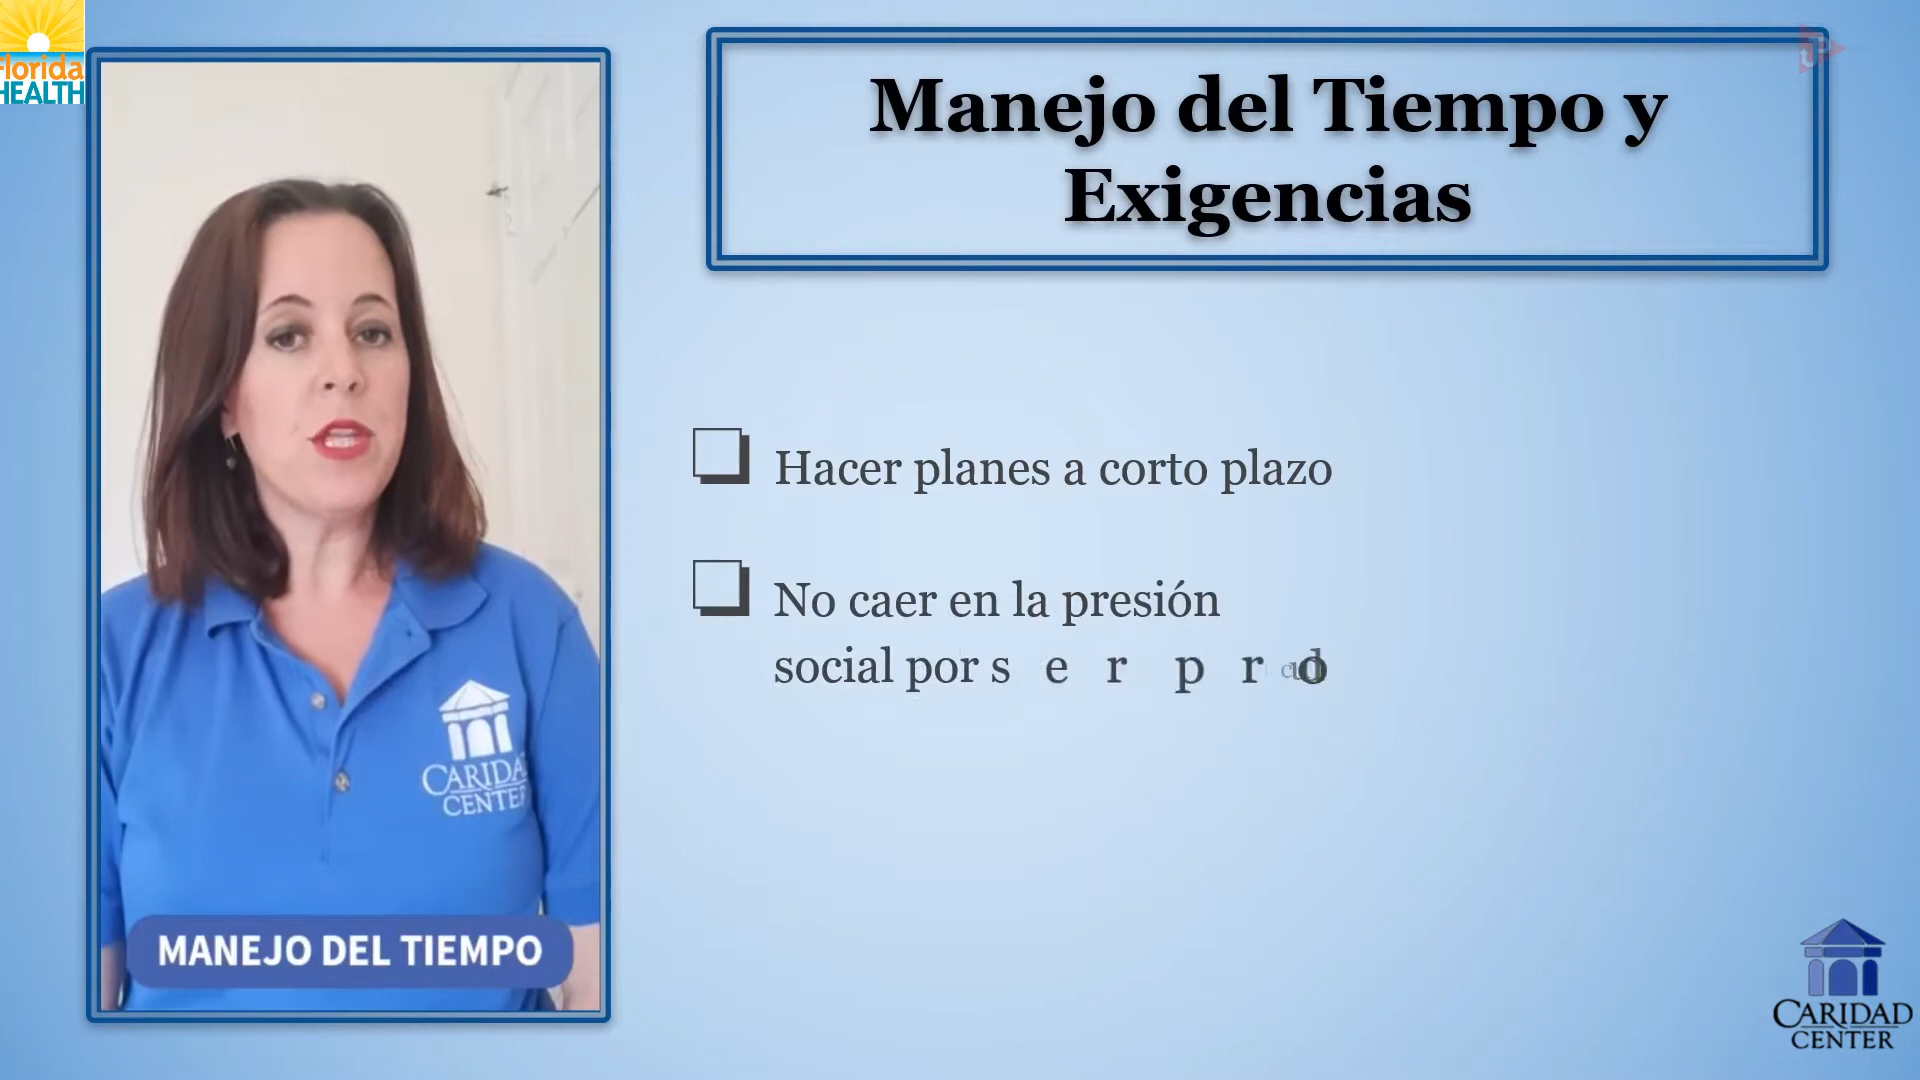 Florida
HEALTH
Manejo del Tiempo y
Exigencias
Hacer planes a corto plazo
No caer en la presión
social por ser
CARIDAD
CENTER
MANEJO DEL TIEMPO
CARIDAD
CENTER